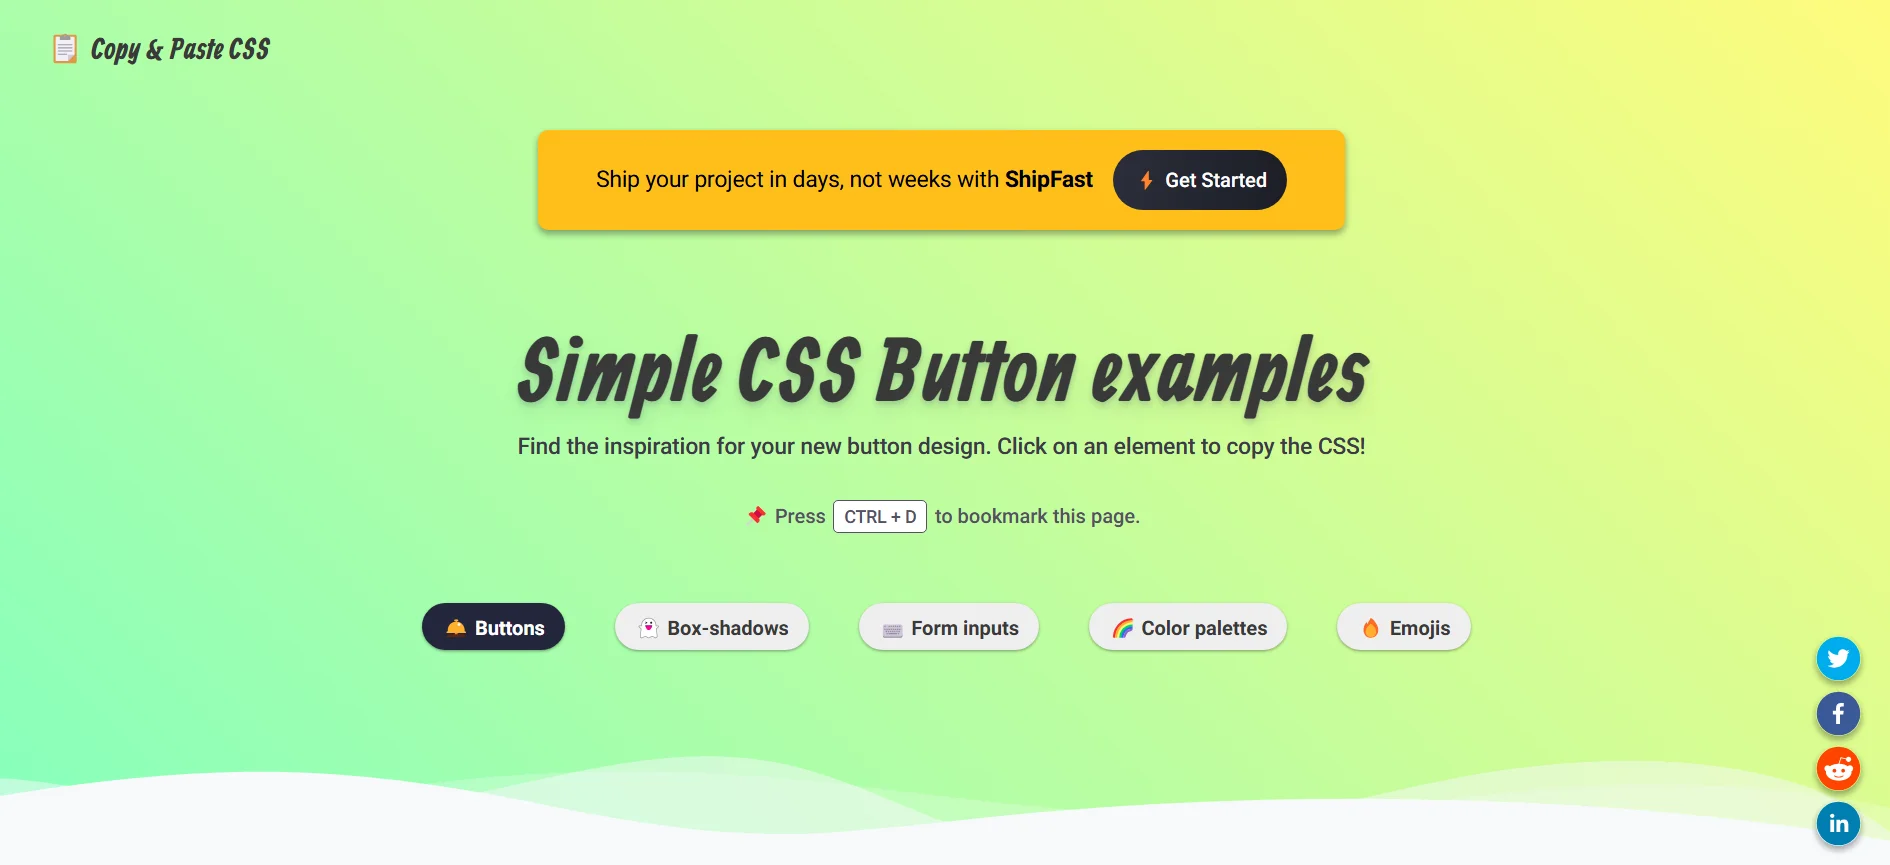 Copy & Paste CSS
Ship your project in days, not weeks with ShipFast
Get Started
Simple CSS Button examples
Find the inspiration for your new button design. Click on an element to copy the CSS!
Press CTRL + D to bookmark this page.
Buttons
Box-shadows
Form inputs
Color palettes
Emojis
f
in